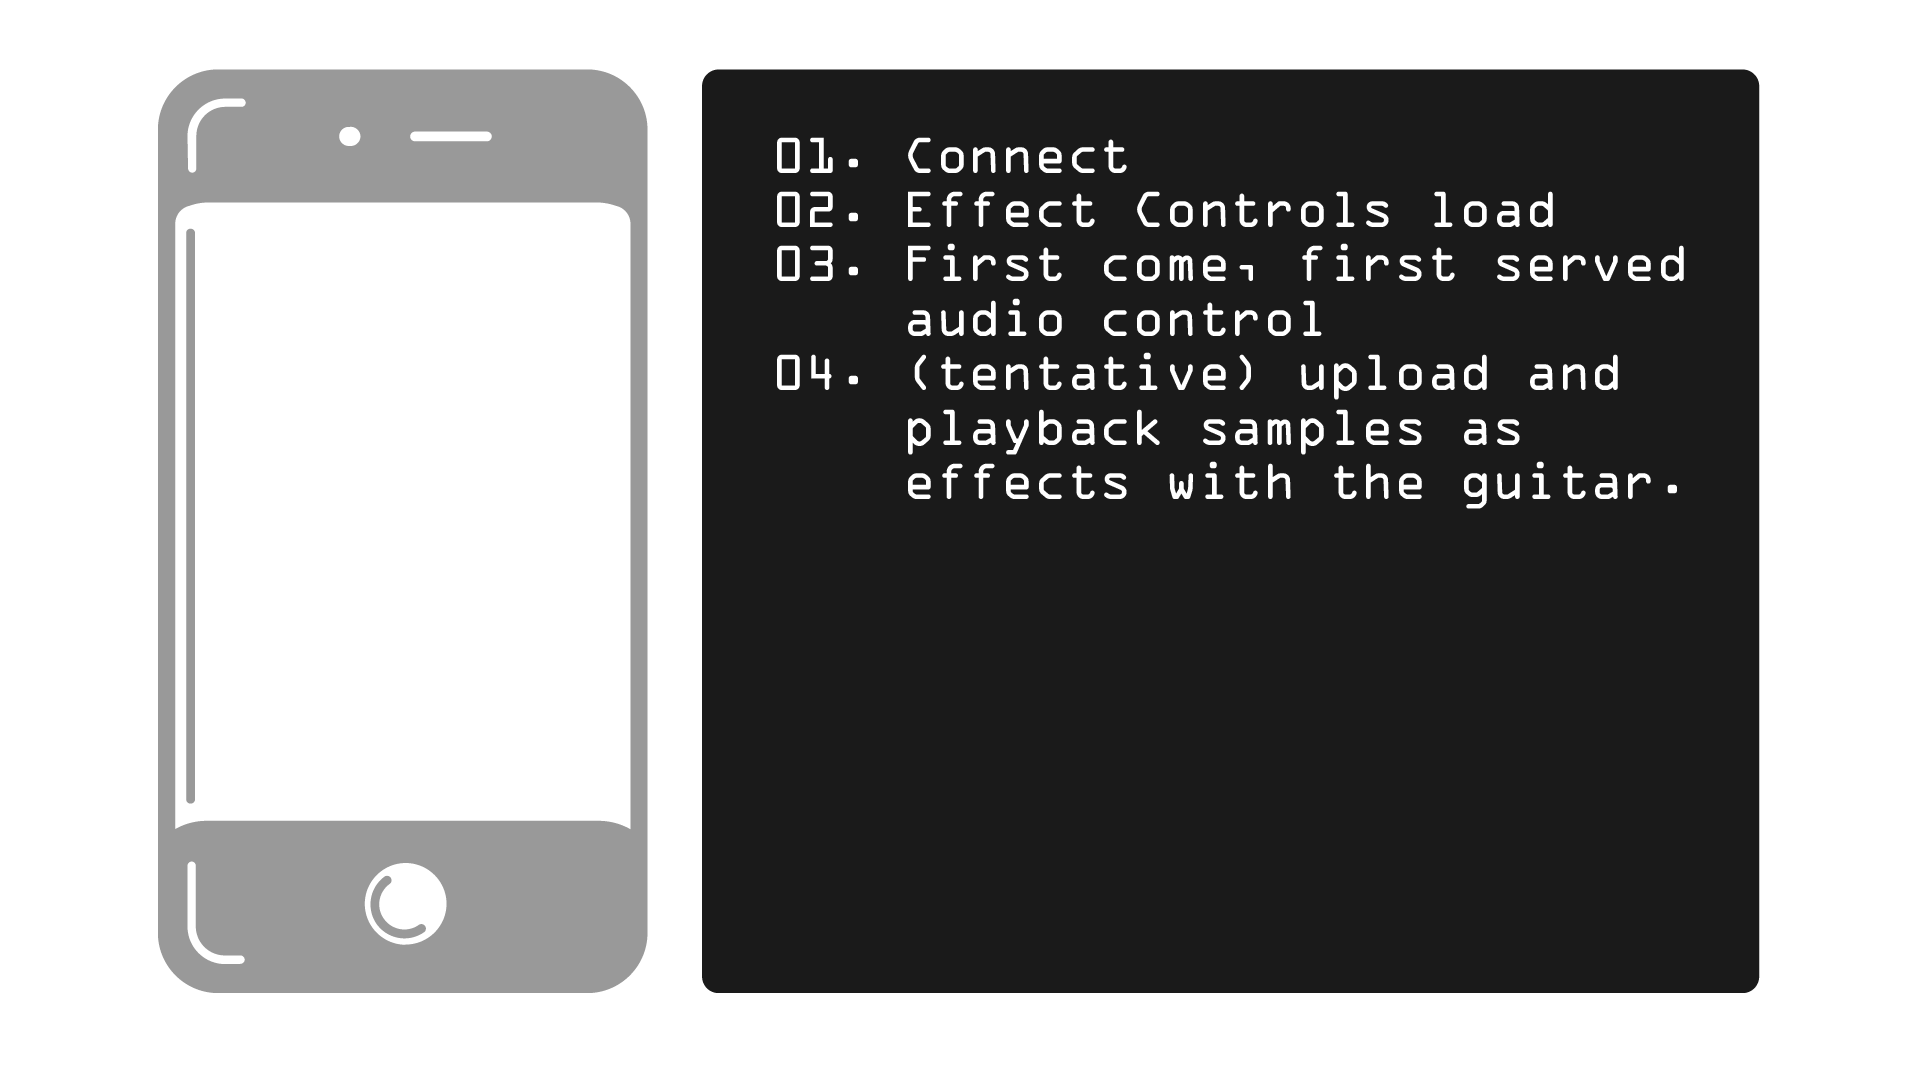 01. Connect
02. Effect Controls load
03. First come, first served
audio control
04. (tentative) upload and
playback samples as
effects with the guitar.